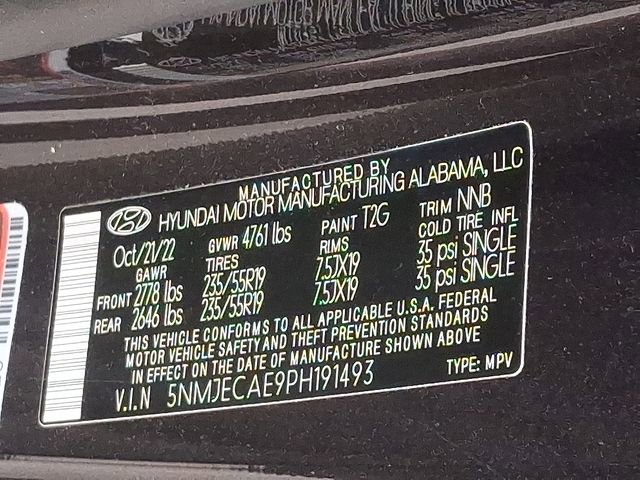 MANUFACTURED BY
HYUNDAI MOTOR MANUFACTURING ALABAMA, LLC
Oct/21/22 GVWR 4761 lbs PAINT T2G TRIM NNB
GAWR TIRES RIMS COLD TIRE INFL
FRONT 2778 lbs 235/55R19 7.5JX19 35 psi SINGLE
REAR 2646 lbs 235/55R19 7.5JX19 35 psi SINGLE
THIS VEHICLE CONFORMS TO ALL APPLICABLE U.S.A. FEDERAL
MOTOR VEHICLE SAFETY AND THEFT PREVENTION STANDARDS
IN EFFECT ON THE DATE OF MANUFACTURE SHOWN ABOVE
V.I.N 5NMJECAE9PH191493 TYPE: MPV